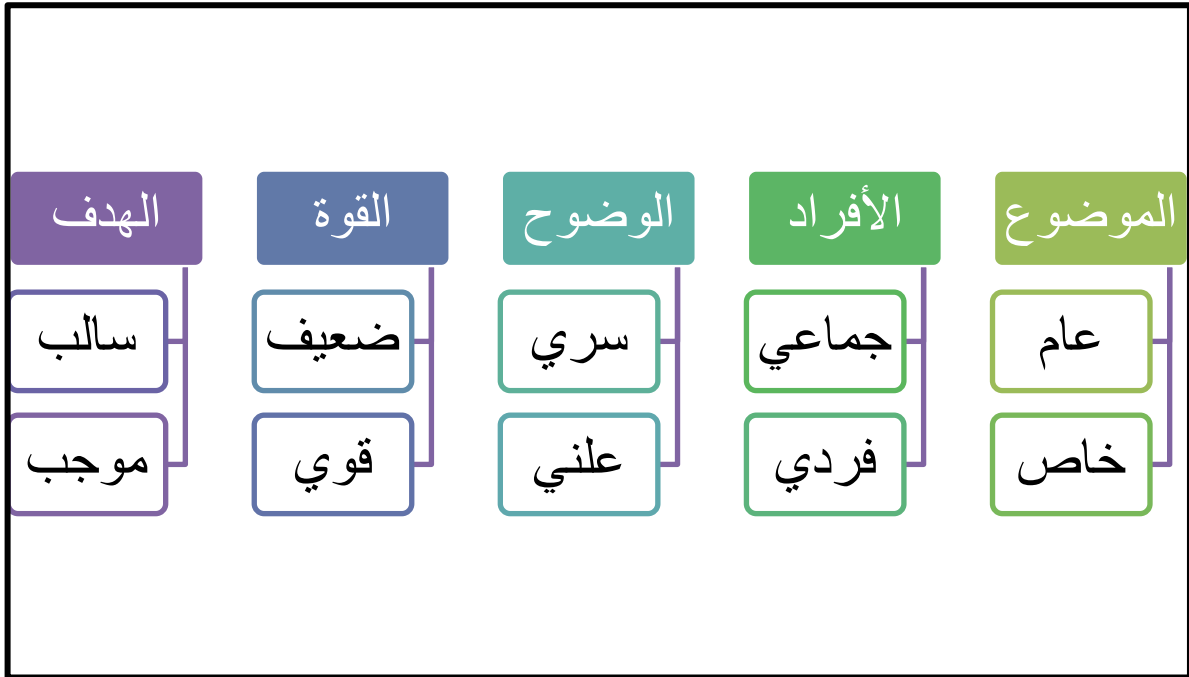 الموضوع
عام
خاص
الأفراد
جماعي
فردي
الوضوح
سري
علني
القوة
ضعيف
قوي
الهدف
سالب
موجب